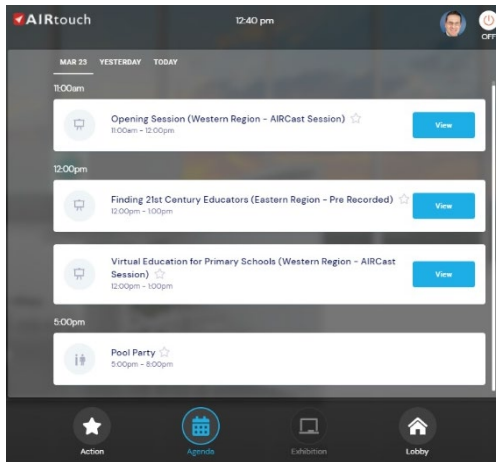 AIRtouch
12:40 pm
OFF
MAR 23 YESTERDAY TODAY
11:00am
Opening Session (Western Region - AIRCast Session)
11:00am - 12:00pm
View
12:00pm
Finding 21st Century Educators (Eastern Region - Pre Recorded)
12:00pm - 1:00pm
View
Virtual Education for Primary Schools (Western Region - AIRCast
Session)
12:00pm - 1:00pm
View
5:00pm
Pool Party
5:00pm - 8:00pm
Action
Agenda
Exhibition
Lobby